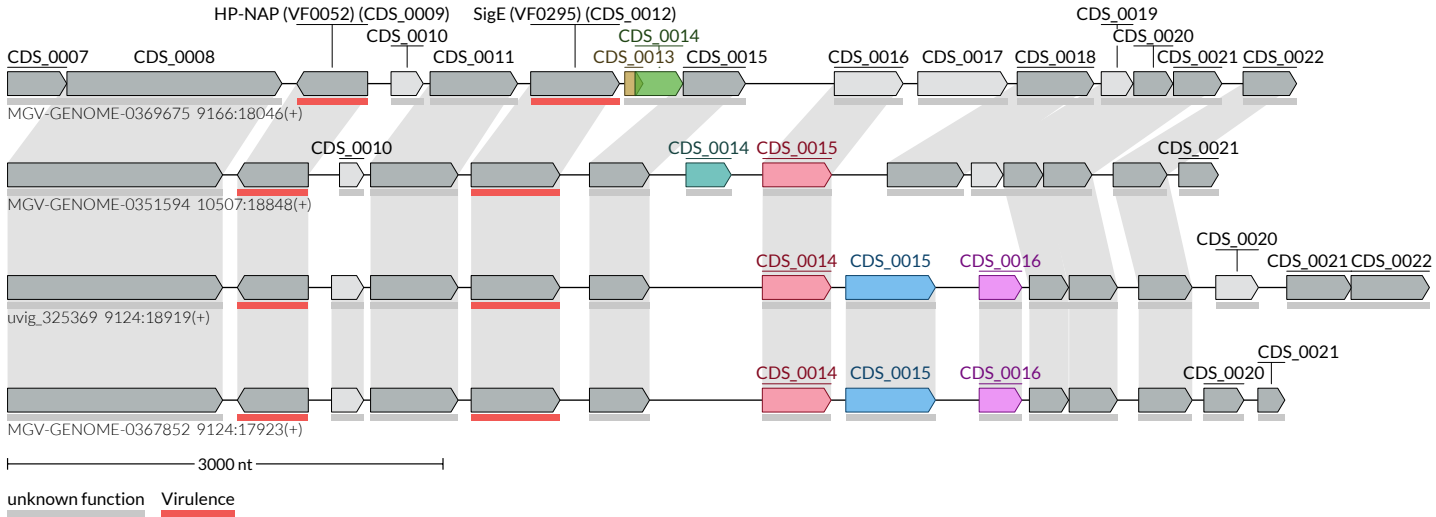 HP-NAP (VF0052) (CDS_0009) SigE (VF0295) (CDS_0012) CDS_0019
CDS_0010 CDS_0014 CDS_0020
CDS_0007 CDS_0008 CDS_0011 CDS_0013 CDS_0015 CDS_0016 CDS_0017 CDS_0018 CDS_0021 CDS_0022
MGV-GENOME-0369675 9166:18046(+)
CDS_0010 CDS_0014 CDS_0015 CDS_0021
MGV-GENOME-0351594 10507:18848(+)
CDS_0020
CDS_0014 CDS_0015 CDS_0016 CDS_0021 CDS_0022
uvig_325369 9124:18919(+)
CDS_0021
CDS_0014 CDS_0015 CDS_0016 CDS_0020
MGV-GENOME-0367852 9124:17923(+)
3000 nt
unknown function Virulence